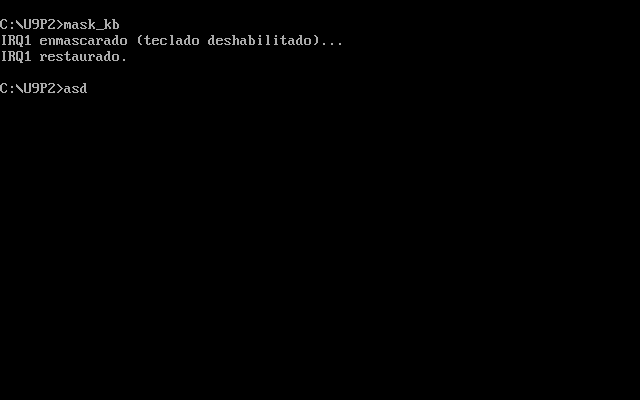 C:\U9P2>mask_kb
IRQ1 enmascarado (teclado deshabilitado)...
IRQ1 restaurado.
C:\U9P2>asd